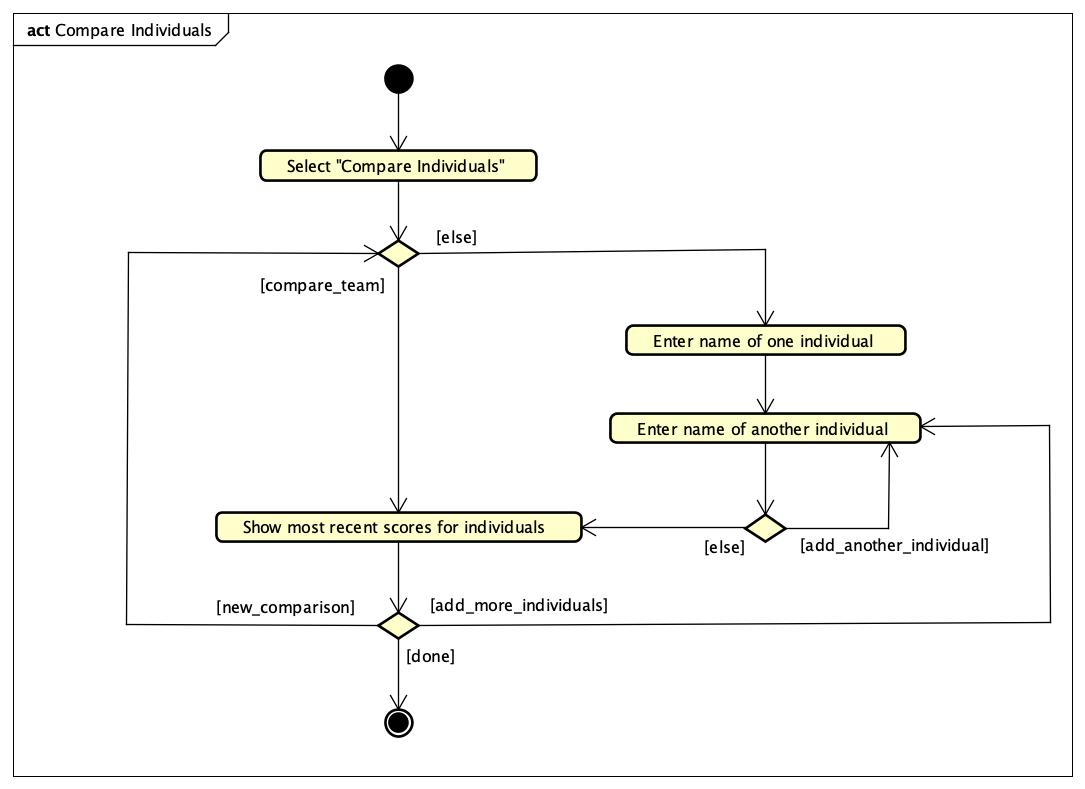 act Compare Individuals
Select "Compare Individuals"
[else]
[compare_team]
Enter name of one individual
Enter name of another individual
Show most recent scores for individuals
[else]
[add_another_individual]
[new_comparison]
[add_more_individuals]
[done]